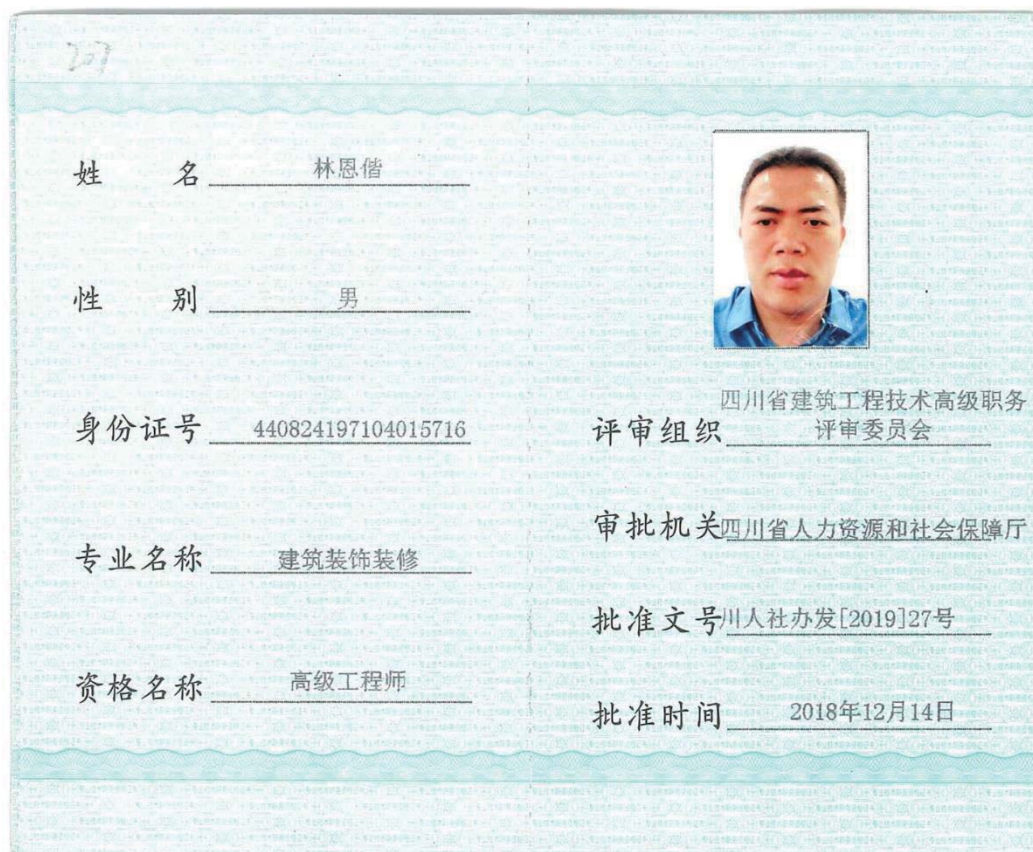 207
姓 名 林恩偕
性 别 男
身份证号 440824197104015716
专业名称 建筑装饰装修
资格名称 高级工程师
四川省建筑工程技术高级职务
评审组织 评审委员会
审批机关 四川省人力资源和社会保障厅
批准文号 川人社办发[2019]27号
批准时间 2018年12月14日